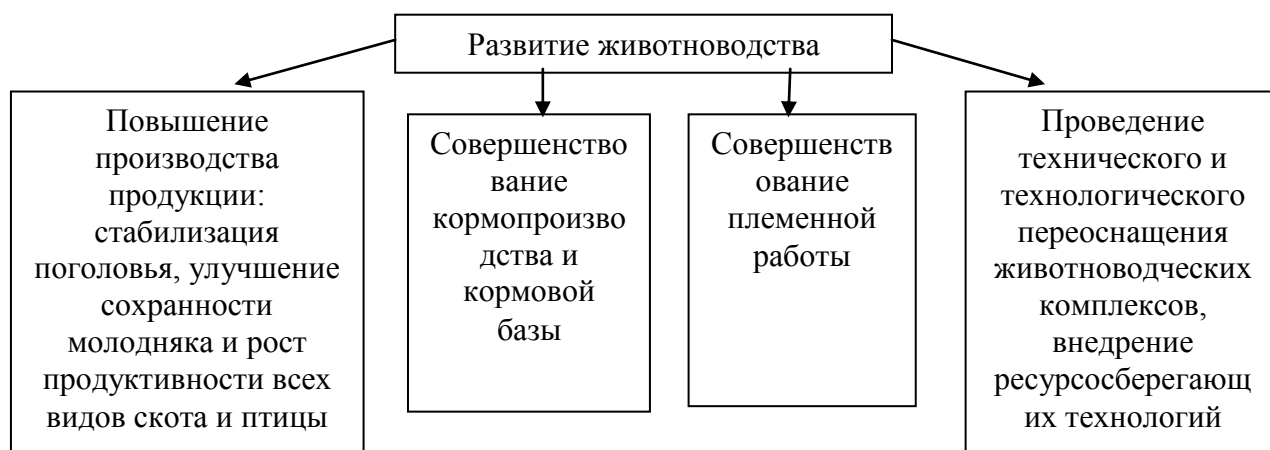 Развитие животноводства
Повышение
производства
продукции:
стабилизация
поголовья, улучшение
сохранности
молодняка и рост
продуктивности всех
видов скота и птицы
Совершенство
вание
кормопроизво
дства и
кормовой
базы
Совершенств
ование
племенной
работы
Проведение
технического и
технологического
переоснащения
животноводческих
комплексов,
внедрение
ресурсосберегающ
их технологий